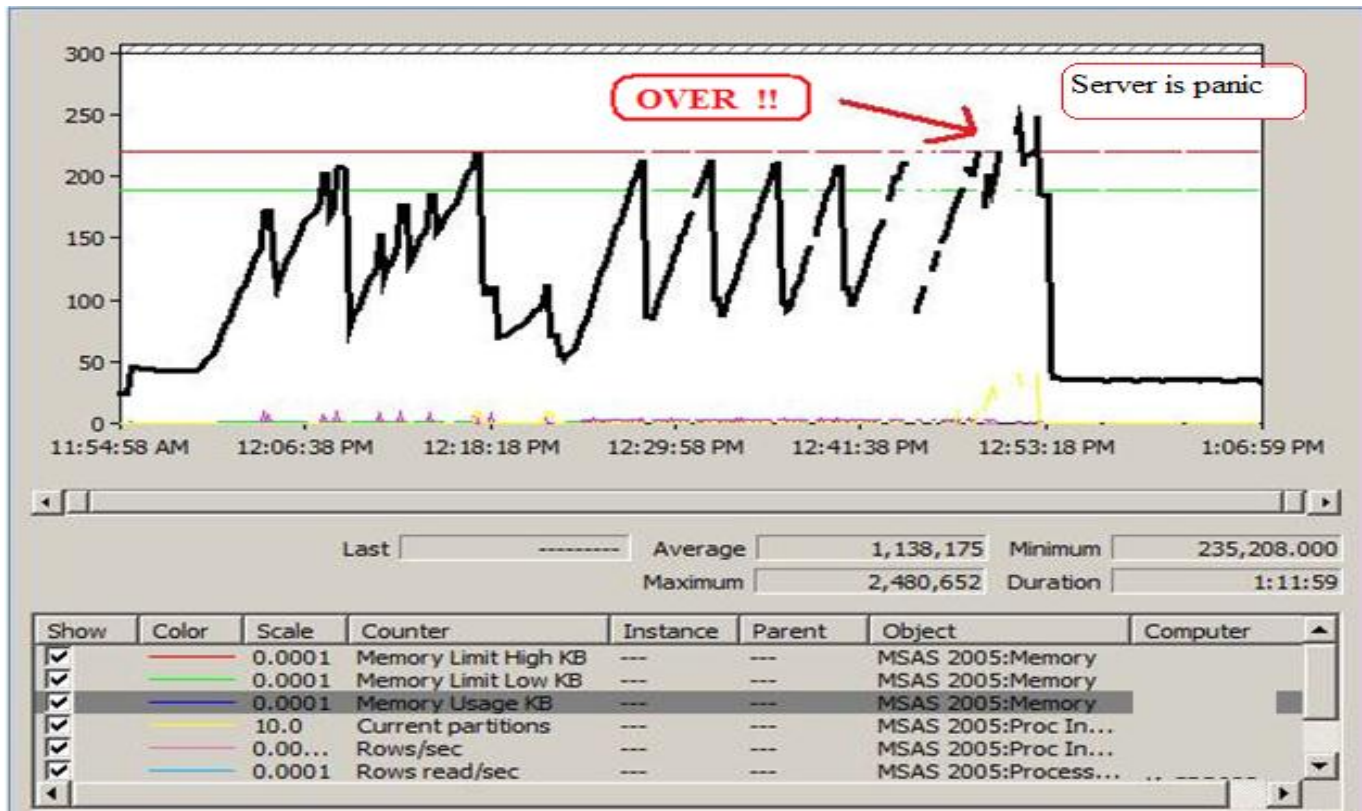 300
OVER !!
Server is panic
250
200
150
100
50
0
11:54:58 AM 12:06:38 PM 12:18:18 PM 12:29:58 PM 12:41:38 PM 12:53:18 PM 1:06:59 PM
Last --------- Average 1,138,175 Minimum 235,208.000
Maximum 2,480,652 Duration 1:11:59
Show Color Scale Counter Instance Parent Object Computer
0.0001 Memory Limit High KB --- --- MSAS 2005:Memory
0.0001 Memory Limit Low KB --- --- MSAS 2005:Memory
0.0001 Memory Usage KB --- --- MSAS 2005:Memory
10.0 Current partitions --- --- MSAS 2005:Proc In...
0.00... Rows/sec --- --- MSAS 2005:Proc In...
0.0001 Rows read/sec --- --- MSAS 2005:Process...